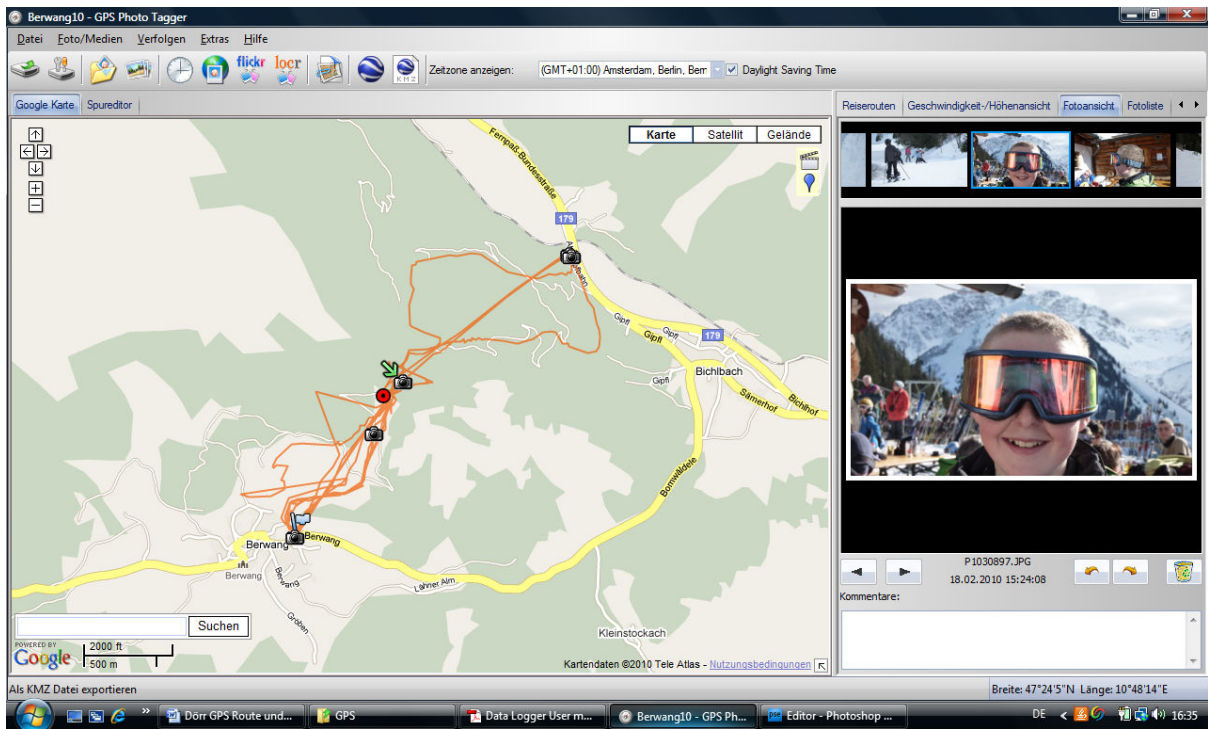 Berwang10 - GPS Photo Tagger
Datei Foto/Medien Verfolgen Extras Hilfe
flickr locr KMZ Zeitzone anzeigen: (GMT+01:00) Amsterdam, Berlin, Bern Daylight Saving Time
Google Karte Spureditor
Reiserouten Geschwindigkeit-/Höhenansicht Fotoansicht Fotoliste
Karte Satellit Gelände
Fernpaß-Bundesstraße
179
Gipfl
Gipfl
Gipfl
179
Gipfl
Bichlbach
Sämerhof
Bichlhof
Bornwäldele
Berwang
Berwang
Berwang
Berwang
Lähner Alm
Gröben
Kleinstockach
Suchen
POWERED BY
Google
2000 ft
500 m
Kartendaten ©2010 Tele Atlas - Nutzungsbedingungen
P1030897.JPG
18.02.2010 15:24:08
Kommentare:
Als KMZ Datei exportieren
Breite: 47°24'5"N Länge: 10°48'14"E
Dörr GPS Route und... GPS Data Logger User m... Berwang10 - GPS Ph... Editor - Photoshop ... DE 16:35